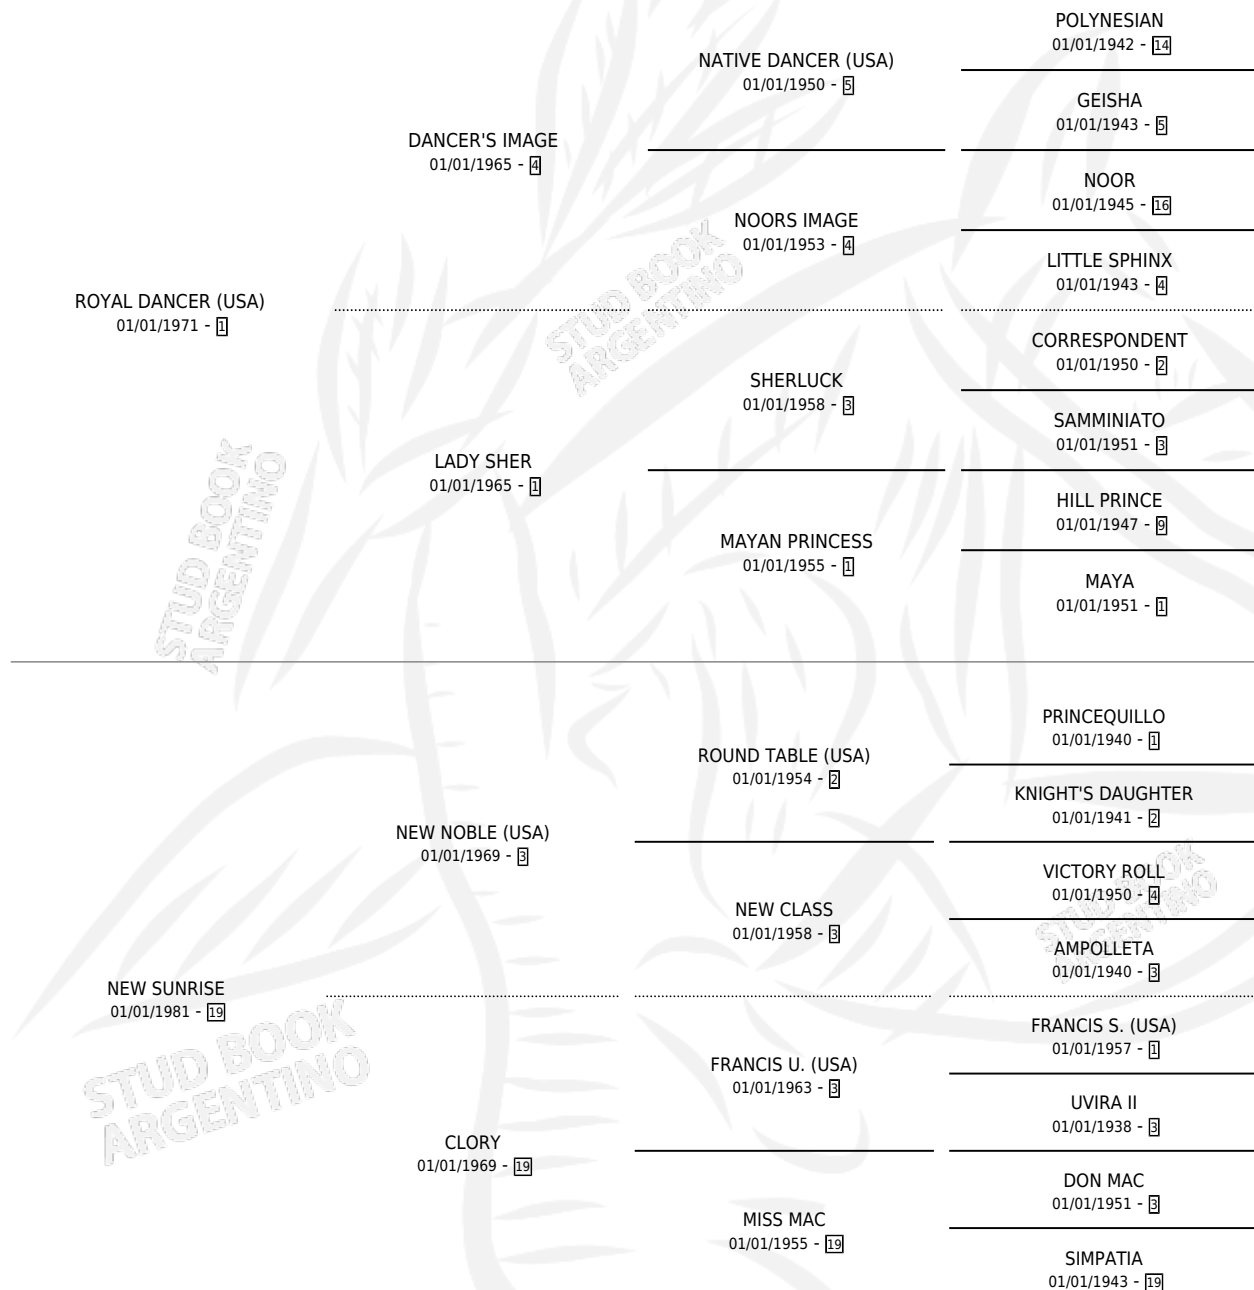 POLYNESIAN
01/01/1942 - 14
NATIVE DANCER (USA)
01/01/1950 - 5
GEISHA
01/01/1943 - 5
DANCER'S IMAGE
01/01/1965 - 4
NOOR
01/01/1945 - 16
NOORS IMAGE
01/01/1953 - 4
LITTLE SPHINX
01/01/1943 - 4
ROYAL DANCER (USA)
01/01/1971 - 1
CORRESPONDENT
01/01/1950 - 2
SHERLUCK
01/01/1958 - 3
SAMMINIATO
01/01/1951 - 3
LADY SHER
01/01/1965 - 1
HILL PRINCE
01/01/1947 - 9
MAYAN PRINCESS
01/01/1955 - 1
MAYA
01/01/1951 - 1
PRINCEQUILLO
01/01/1940 - 1
ROUND TABLE (USA)
01/01/1954 - 2
KNIGHT'S DAUGHTER
01/01/1941 - 2
NEW NOBLE (USA)
01/01/1969 - 3
VICTORY ROLL
01/01/1950 - 4
NEW CLASS
01/01/1958 - 3
AMPOLLETA
01/01/1940 - 3
NEW SUNRISE
01/01/1981 - 19
FRANCIS S. (USA)
01/01/1957 - 1
FRANCIS U. (USA)
01/01/1963 - 3
UVIRA II
01/01/1938 - 3
CLORY
01/01/1969 - 19
DON MAC
01/01/1951 - 3
MISS MAC
01/01/1955 - 19
SIMPATIA
01/01/1943 - 19
STUD BOOK
ARGENTINO
STUD BOOK
ARGENTINO
STUD BOOK
ARGENTINO
STUD BOOK
ARGENTINO